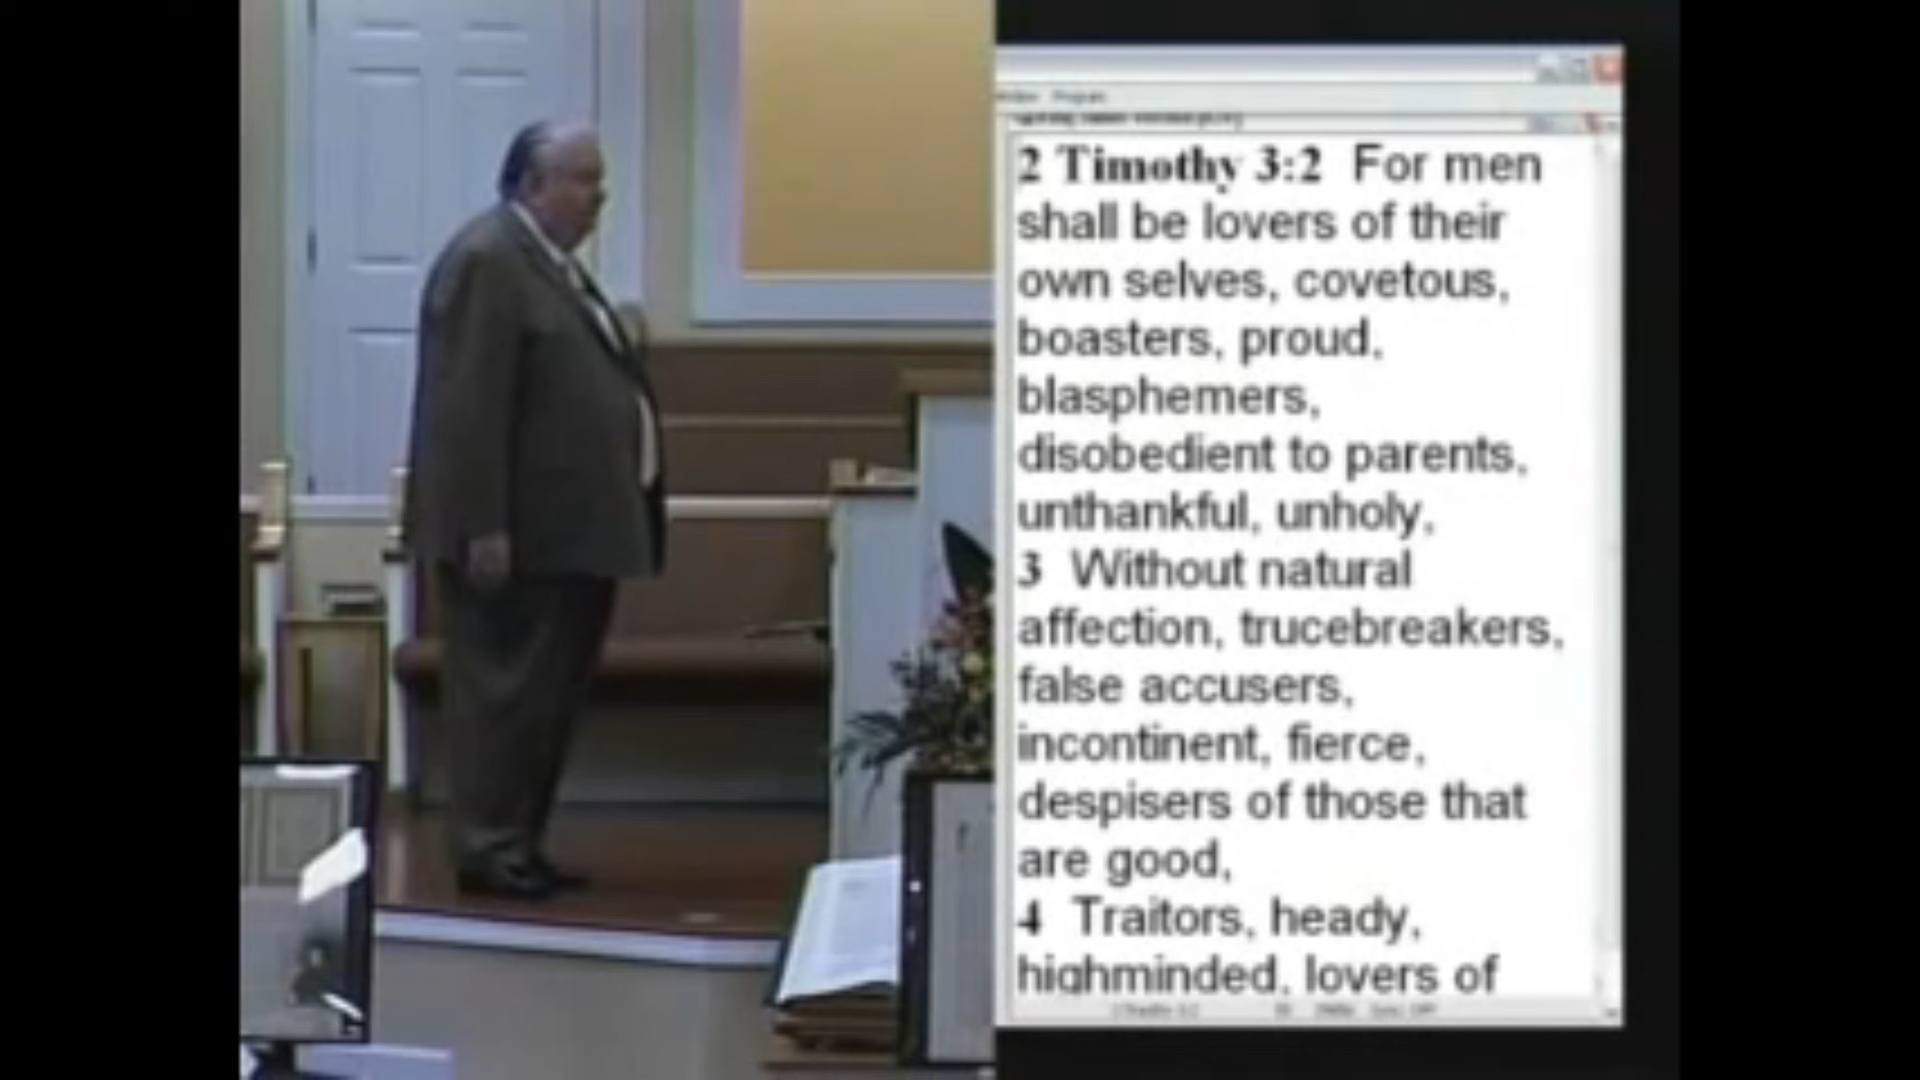 Program
2 Timothy 3:2 For men
shall be lovers of their
own selves, covetous,
boasters, proud,
blasphemers,
disobedient to parents,
unthankful, unholy,
3 Without natural
affection, trucebreakers,
false accusers,
incontinent, fierce,
despisers of those that
are good,
4 Traitors, heady,
highminded, lovers of